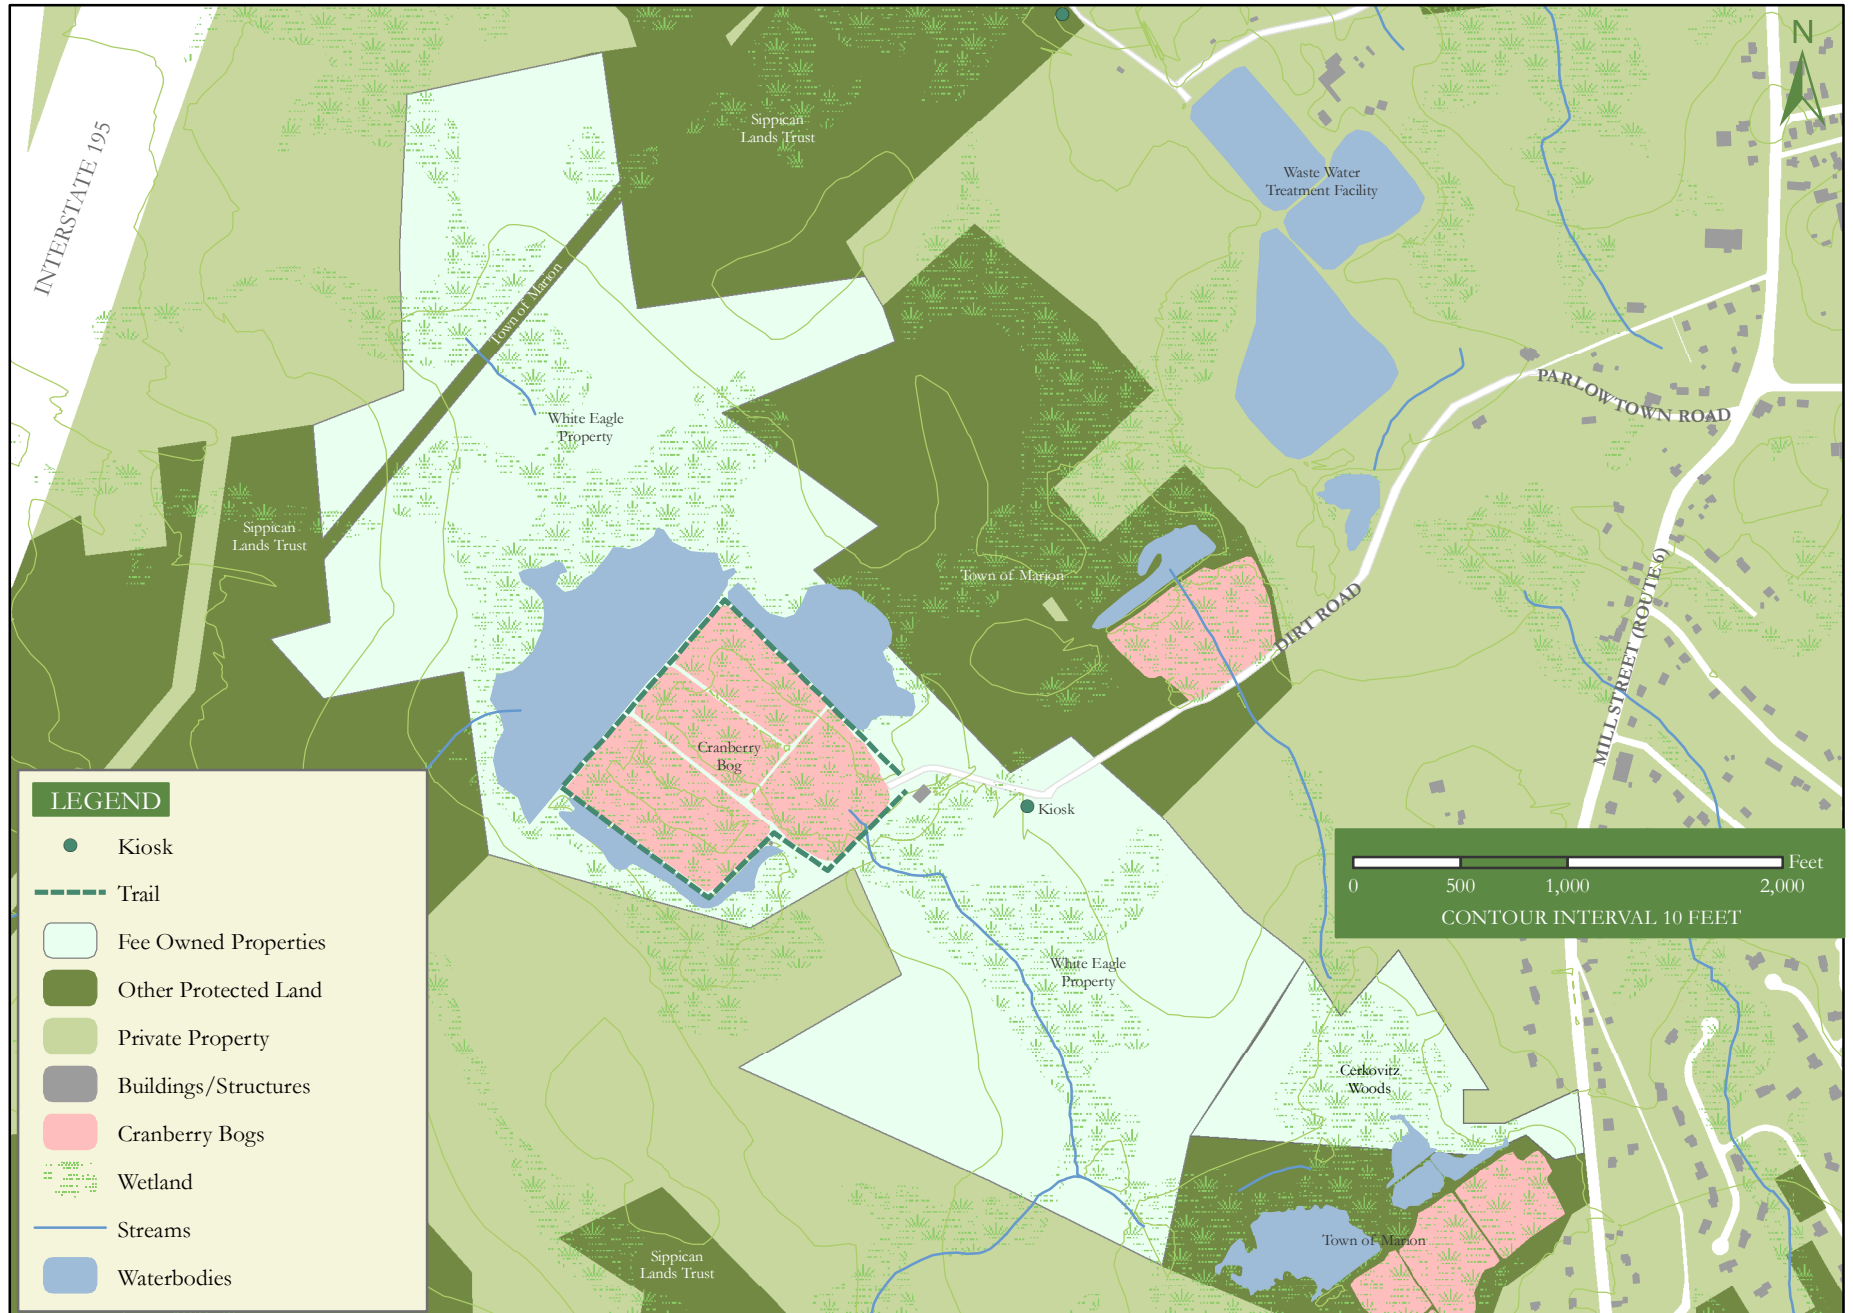 N
INTERSTATE 195
Sippican
Lands Trust
Waste Water
Treatment Facility
Town of Marion
PARLOWTOWN ROAD
White Eagle
Property
Sippican
Lands Trust
Town of Marion
DIRT ROAD
MILL STREET (ROUTE 6)
Cranberry
Bog
Kiosk
White Eagle
Property
Cerkovitz
Woods
Town of Marion
Sippican
Lands Trust
LEGEND
Kiosk
Trail
Fee Owned Properties
Other Protected Land
Private Property
Buildings/Structures
Cranberry Bogs
Wetland
Streams
Waterbodies
Feet
0 500 1,000 2,000
CONTOUR INTERVAL 10 FEET